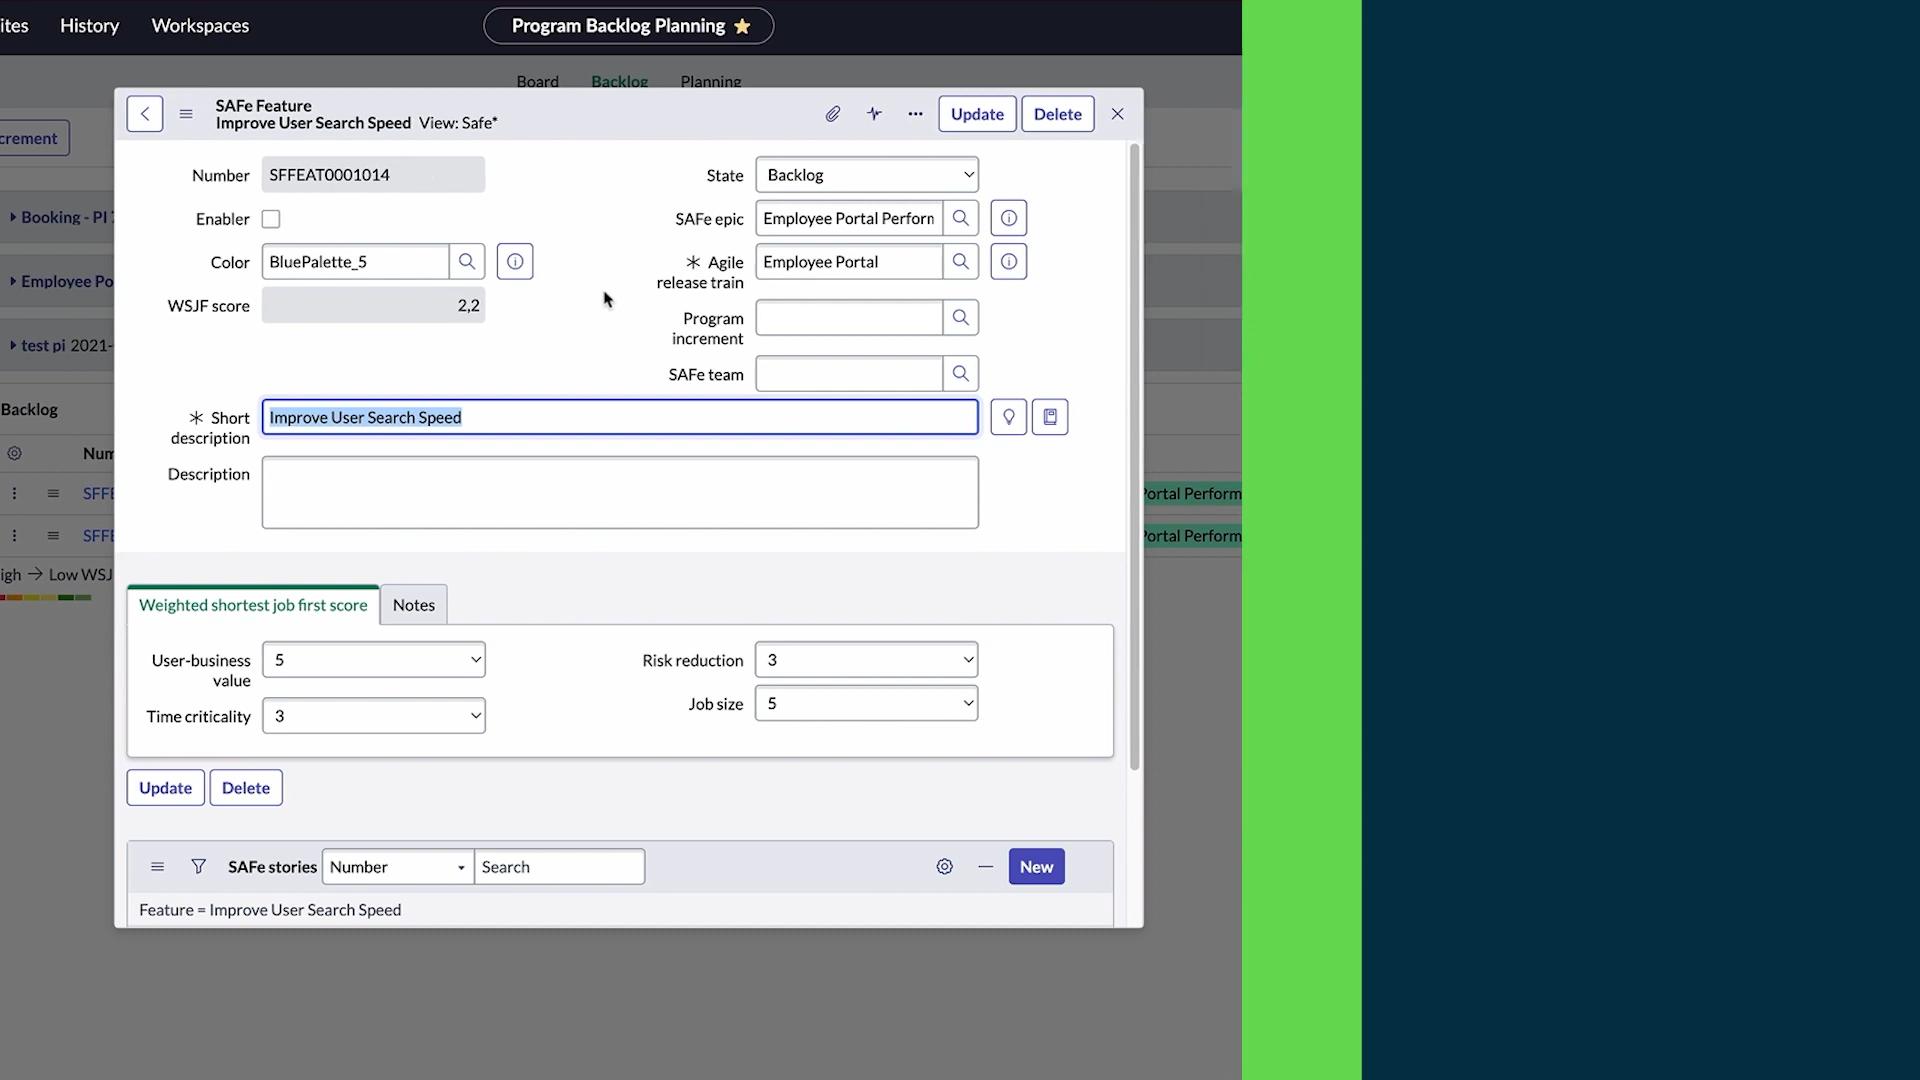 ites History Workspaces Program Backlog Planning
Board Backlog Planning
SAFe Feature
Improve User Search Speed View: Safe*
Update Delete
crement
Number SFFEAT0001014
State Backlog
Enabler
SAFe epic Employee Portal Perforn
Booking - PI
Color BluePalette_5
Agile release train Employee Portal
Employee Po
WSJF score 2,2
Program increment
test pi 2021-
SAFe team
Backlog
Short description Improve User Search Speed
Num
Description
SFFE
Portal Perform
SFFE
Portal Perform
igh → Low WSJ
Weighted shortest job first score Notes
User-business value 5
Risk reduction 3
Time criticality 3
Job size 5
Update Delete
SAFe stories Number Search New
Feature = Improve User Search Speed